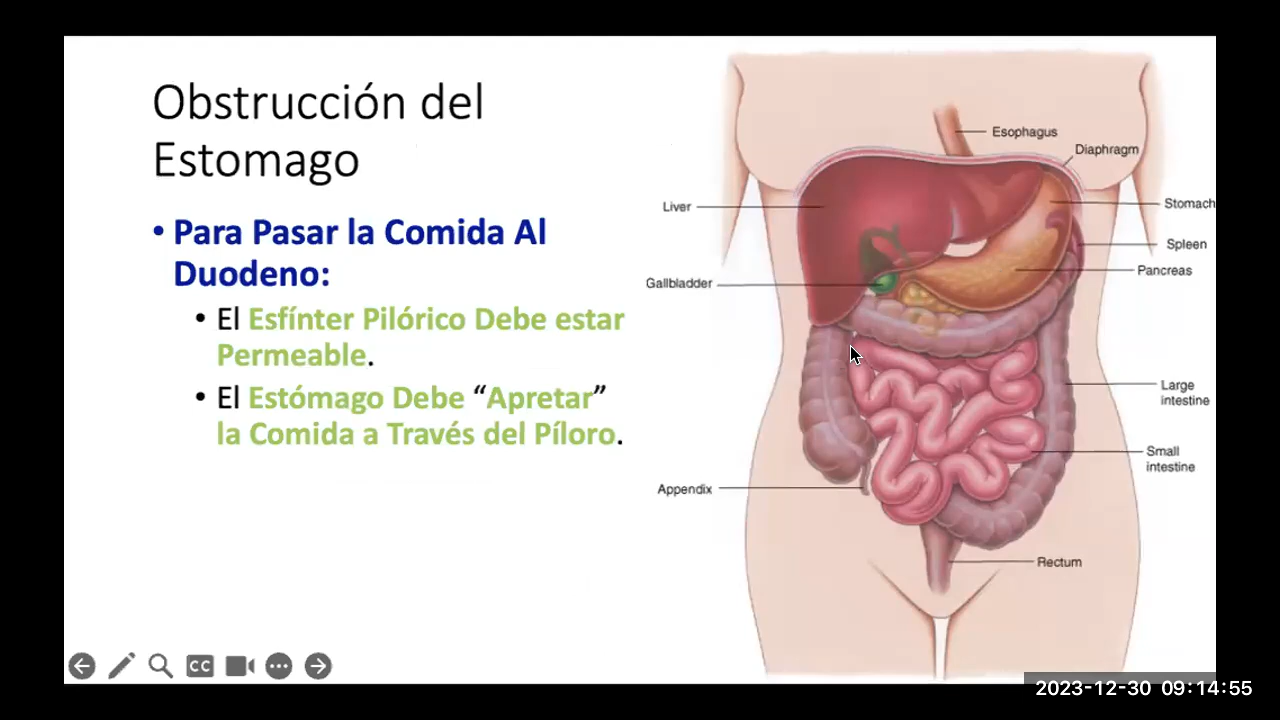 Obstrucción del
Estomago
• Para Pasar la Comida Al
Duodeno:
• El Esfínter Pilórico Debe estar
Permeable.
• El Estómago Debe “Apretar”
la Comida a Través del Píloro.
Esophagus
Diaphragm
Liver
Stomach
Spleen
Pancreas
Gallbladder
Large
intestine
Small
intestine
Appendix
Rectum
CC
2023-12-30 09:14:55